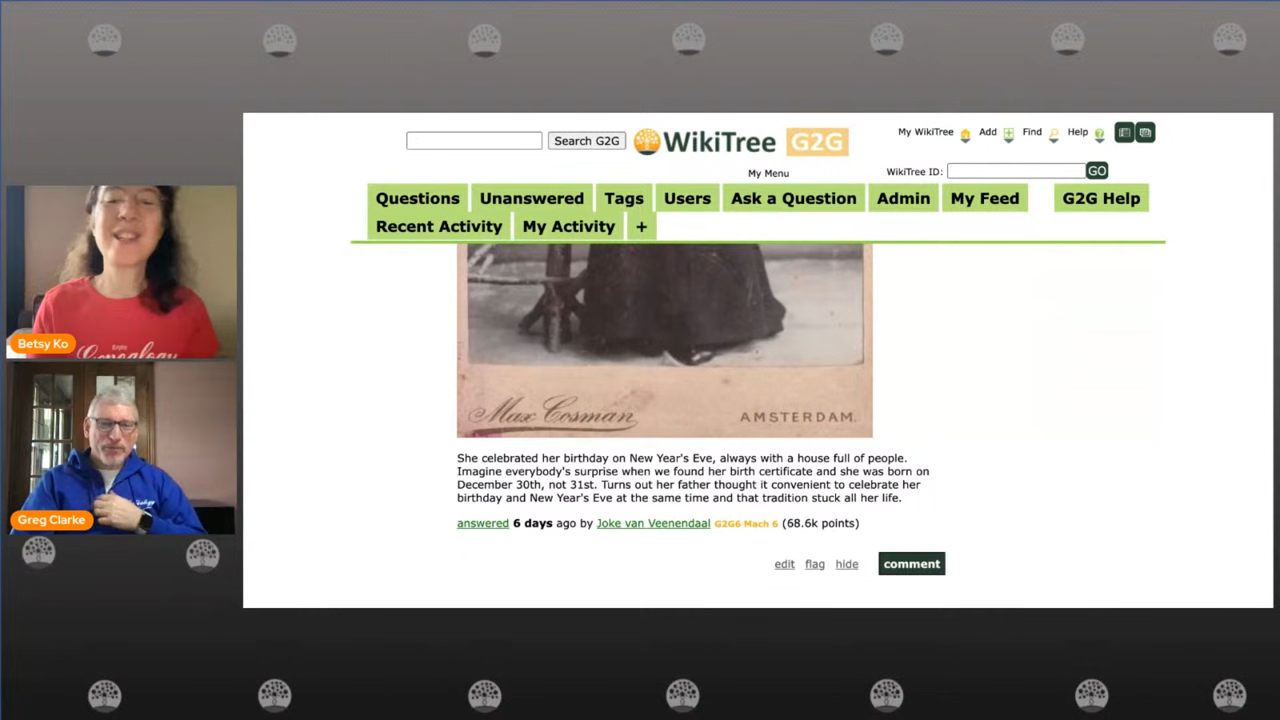 Search G2G
WikiTree G2G
My WikiTree Add Find Help
My Menu
WikiTree ID: GO
Questions Unanswered Tags Users Ask a Question Admin My Feed G2G Help
Recent Activity My Activity +
Betsy Ko
Enjoy
Genealogy
Greg Clarke
Max Cosman AMSTERDAM.
She celebrated her birthday on New Year's Eve, always with a house full of people.
Imagine everybody's surprise when we found her birth certificate and she was born on
December 30th, not 31st. Turns out her father thought it convenient to celebrate her
birthday and New Year's Eve at the same time and that tradition stuck all her life.
answered 6 days ago by Joke van Veenendaal G2G6 Mach 6 (68.6k points)
edit flag hide comment